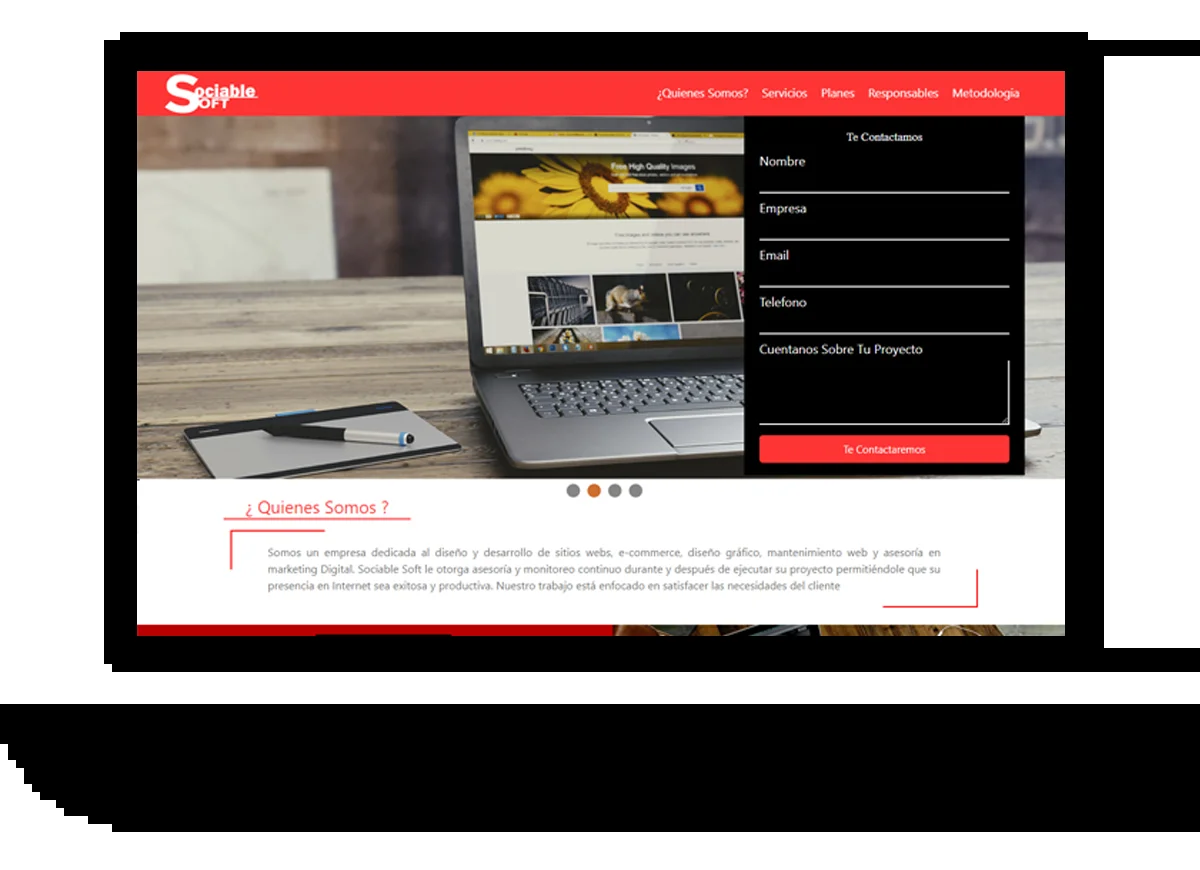 Sociable
SOFT
¿Quienes Somos? Servicios Planes Responsables Metodologia
Te Contactamos
Nombre
Empresa
Email
Telefono
Cuentanos Sobre Tu Proyecto
Te Contactaremos
Free High Quality Images
¿ Quienes Somos ?
Somos un empresa dedicada al diseño y desarrollo de sitios webs, e-commerce, diseño gráfico, mantenimiento web y asesoría en
marketing Digital. Sociable Soft le otorga asesoría y monitoreo continuo durante y después de ejecutar su proyecto permitiéndole que su
presencia en Internet sea exitosa y productiva. Nuestro trabajo está enfocado en satisfacer las necesidades del cliente